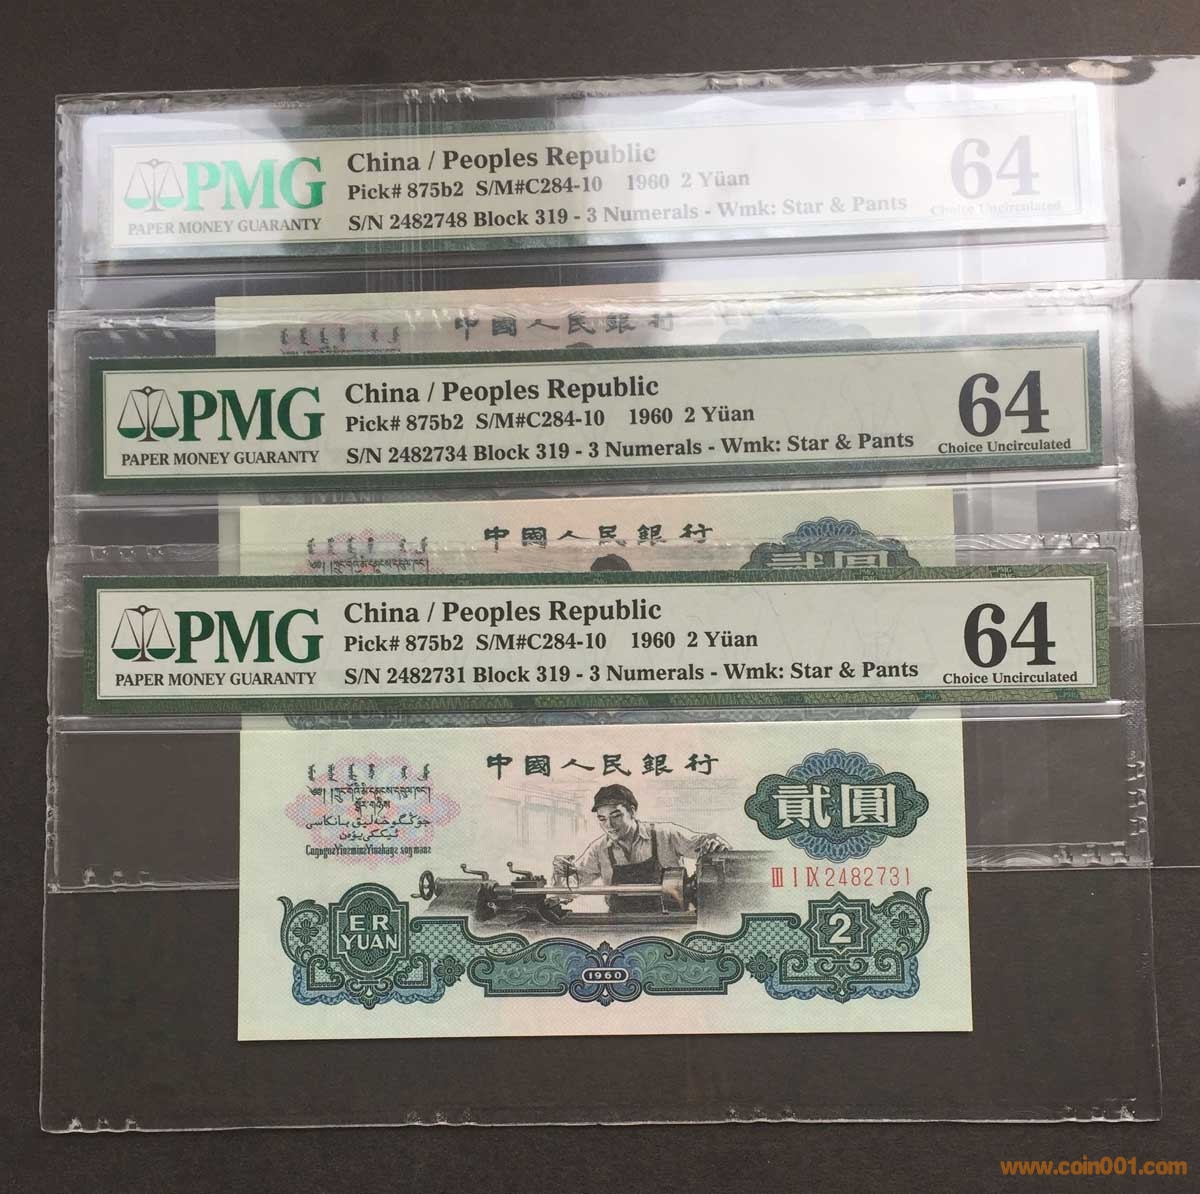 PMG
PAPER MONEY GUARANTY
China / Peoples Republic
Pick# 875b2 S/M#C284-10 1960 2 Yüan
S/N 2482748 Block 319 - 3 Numerals - Wmk: Star & Pants
64
Choice Uncirculated
中國人民銀行
YUAN
PMG
PAPER MONEY GUARANTY
China / Peoples Republic
Pick# 875b2 S/M#C284-10 1960 2 Yüan
S/N 2482734 Block 319 - 3 Numerals - Wmk: Star & Pants
64
Choice Uncirculated
中國人民銀行
貳圓
PMG
PAPER MONEY GUARANTY
China / Peoples Republic
Pick# 875b2 S/M#C284-10 1960 2 Yüan
S/N 2482731 Block 319 - 3 Numerals - Wmk: Star & Pants
64
Choice Uncirculated
中國人民銀行
貳圓
III I IX 2482731
ER
YUAN
2
1960
www.coin001.com